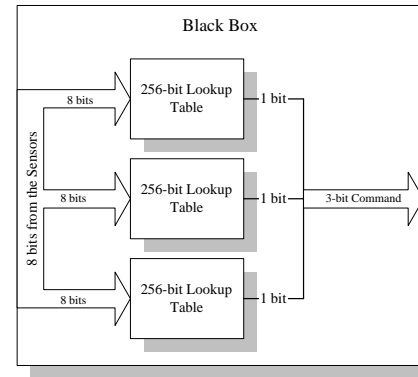 Black Box
8 bits from the Sensors
8 bits
256-bit Lookup
Table
1 bit
8 bits
256-bit Lookup
Table
1 bit
3-bit Command
8 bits
256-bit Lookup
Table
1 bit